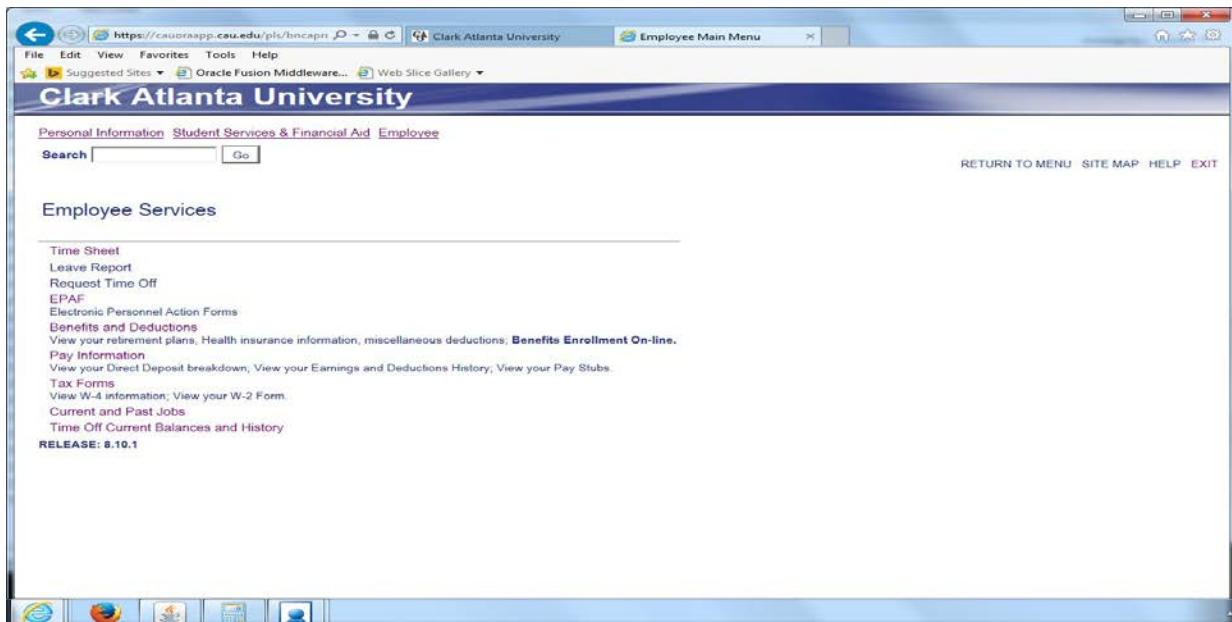 https://cauoraapp.cau.edu/pls/bncapn Clark Atlanta University Employee Main Menu
File Edit View Favorites Tools Help
Suggested Sites Oracle Fusion Middleware... Web Slice Gallery
Clark Atlanta University
Personal Information Student Services & Financial Aid Employee
Search Go
RETURN TO MENU SITE MAP HELP EXIT
Employee Services
Time Sheet
Leave Report
Request Time Off
EPAF
Electronic Personnel Action Forms
Benefits and Deductions
View your retirement plans, Health insurance information, miscellaneous deductions; Benefits Enrollment On-line.
Pay Information
View your Direct Deposit breakdown; View your Earnings and Deductions History; View your Pay Stubs.
Tax Forms
View W-4 information; View your W-2 Form.
Current and Past Jobs
Time Off Current Balances and History
RELEASE: 8.10.1